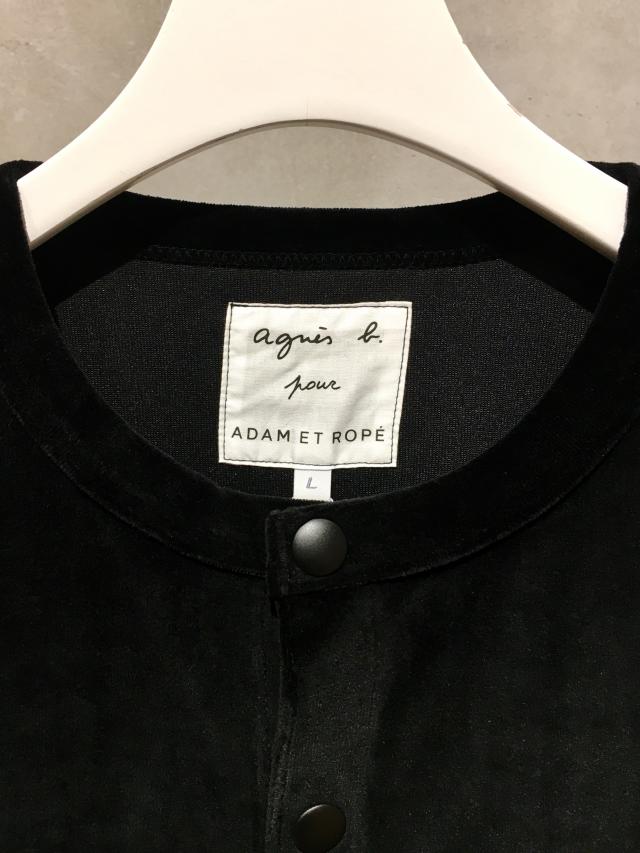 agnès b.
pour
ADAM ET ROPÉ
L